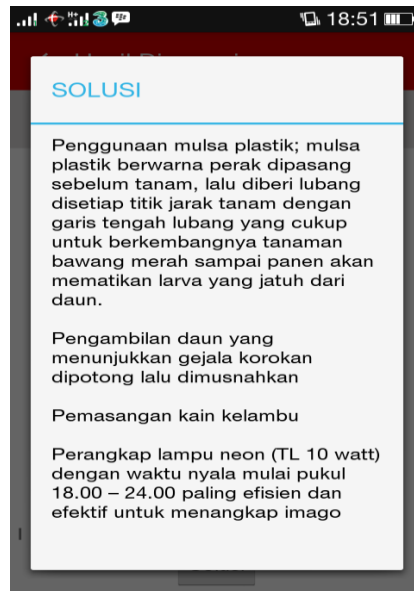 18:51
SOLUSI
Penggunaan mulsa plastik; mulsa
plastik berwarna perak dipasang
sebelum tanam, lalu diberi lubang
disetiap titik jarak tanam dengan
garis tengah lubang yang cukup
untuk berkembangnya tanaman
bawang merah sampai panen akan
mematikan larva yang jatuh dari
daun.
Pengambilan daun yang
menunjukkan gejala korokan
dipotong lalu dimusnahkan
Pemasangan kain kelambu
Perangkap lampu neon (TL 10 watt)
dengan waktu nyala mulai pukul
18.00 – 24.00 paling efisien dan
efektif untuk menangkap imago